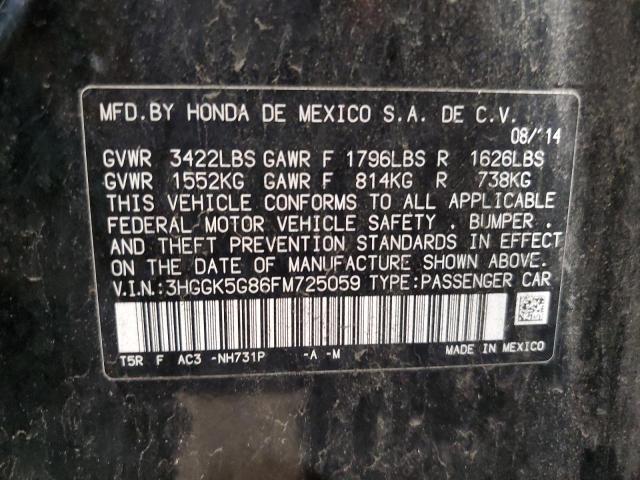 MFD.BY HONDA DE MEXICO S.A. DE C.V.
08/'14
GVWR 3422LBS GAWR F 1796LBS R 1626LBS
GVWR 1552KG GAWR F 814KG R 738KG
THIS VEHICLE CONFORMS TO ALL APPLICABLE
FEDERAL MOTOR VEHICLE SAFETY . BUMPER .
AND THEFT PREVENTION STANDARDS IN EFFECT
ON THE DATE OF MANUFACTURE SHOWN ABOVE.
V.I.N.:3HGGK5G86FM725059 TYPE:PASSENGER CAR
T5R F AC3 -NH731P -A -M
MADE IN MEXICO